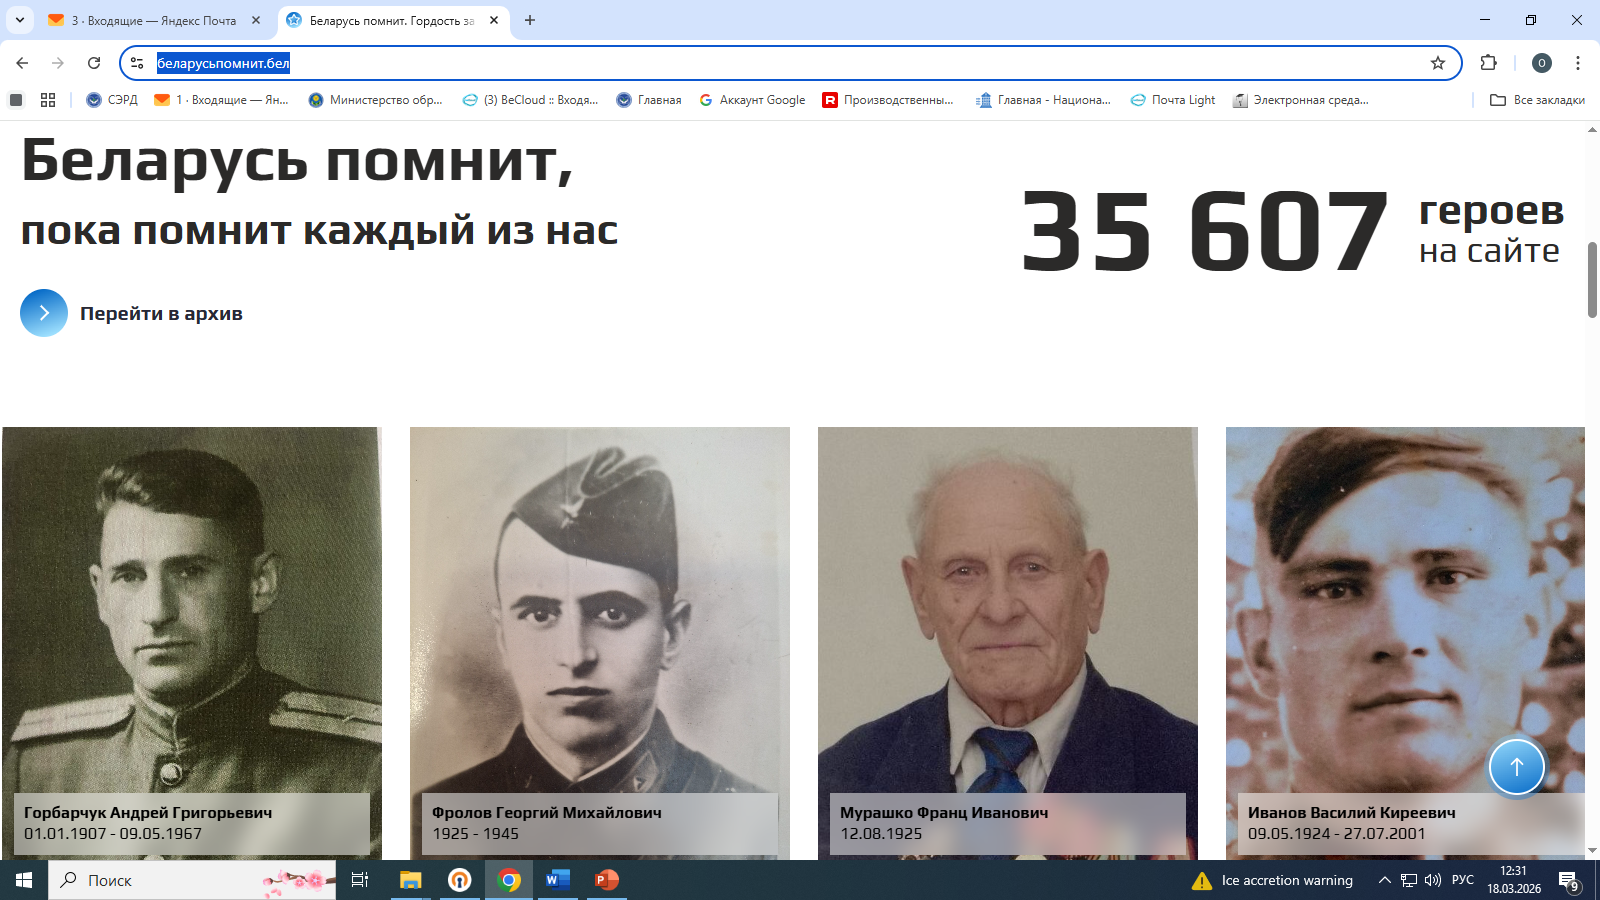 3 · Входящие — Яндекс Почта
Беларусь помнит. Гордость за
беларусьпомнит.бел
О
СЭРД
1 · Входящие — Ян...
Министерство обр...
(3) BeCloud :: Входя...
Главная
Аккаунт Google
Производственны...
Главная - Национа...
Почта Light
Электронная среда...
Все закладки
Беларусь помнит,
пока помнит каждый из нас
35 607
героев
на сайте
Перейти в архив
Горбарчук Андрей Григорьевич
01.01.1907 - 09.05.1967
Фролов Георгий Михайлович
1925 - 1945
Мурашко Франц Иванович
12.08.1925
Иванов Василий Киреевич
09.05.1924 - 27.07.2001
Поиск
Ice accretion warning
РУС
12:31
18.03.2026
9